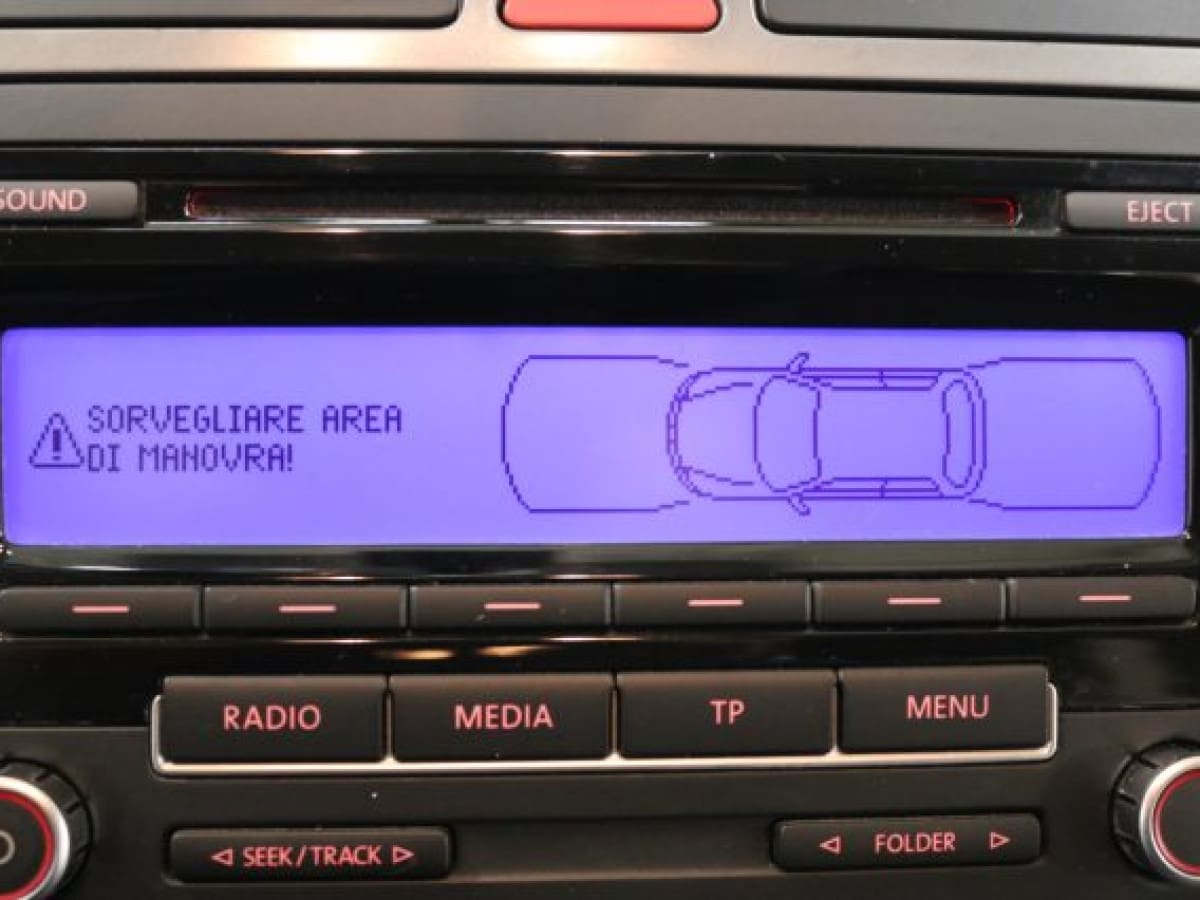 SOUND
EJECT
SORVEGLIARE AREA
DI MANOVRA!
RADIO
MEDIA
TP
MENU
SEEK/TRACK
FOLDER